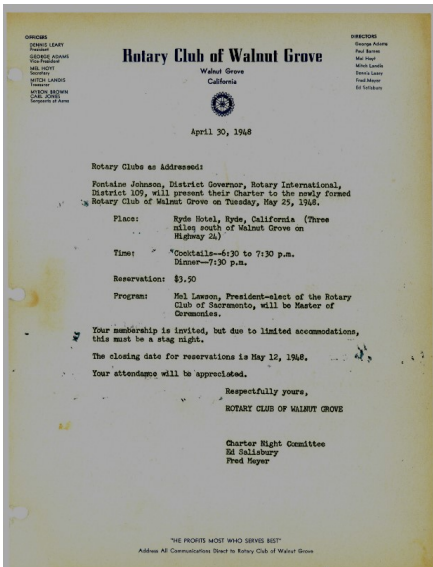 OFFICERS
DENNIS LEARY
President
GEORGE ADAMS
Vice-President
MEL HOYT
Secretary
MITCH LANDIS
Treasurer
MYRON BROWN
CARL JONES
Sergeants at Arms
Rotary Club of Walnut Grove
Walnut Grove
California
DIRECTORS
George Adams
Paul Barnes
Mel Hoyt
Mitch Landis
Dennis Leary
Fred Meyer
Ed Salisbury
April 30, 1948
Rotary Clubs as Addressed:
Fontaine Johnson, District Governor, Rotary International,
District 109, will present their Charter to the newly formed
Rotary Club of Walnut Grove on Tuesday, May 25, 1948.
Place: Ryde Hotel, Ryde, California (Three
miles south of Walnut Grove on
Highway 24)
Time: Cocktails--6:30 to 7:30 p.m.
Dinner--7:30 p.m.
Reservation: $3.50
Program: Mel Lawson, President-elect of the Rotary
Club of Sacramento, will be Master of
Ceremonies.
Your membership is invited, but due to limited accommodations,
this must be a stag night.
The closing date for reservations is May 12, 1948.
Your attendance will be appreciated.
Respectfully yours,
ROTARY CLUB OF WALNUT GROVE
Charter Night Committee
Ed Salisbury
Fred Meyer
"HE PROFITS MOST WHO SERVES BEST"
Address All Communications Direct to Rotary Club of Walnut Grove